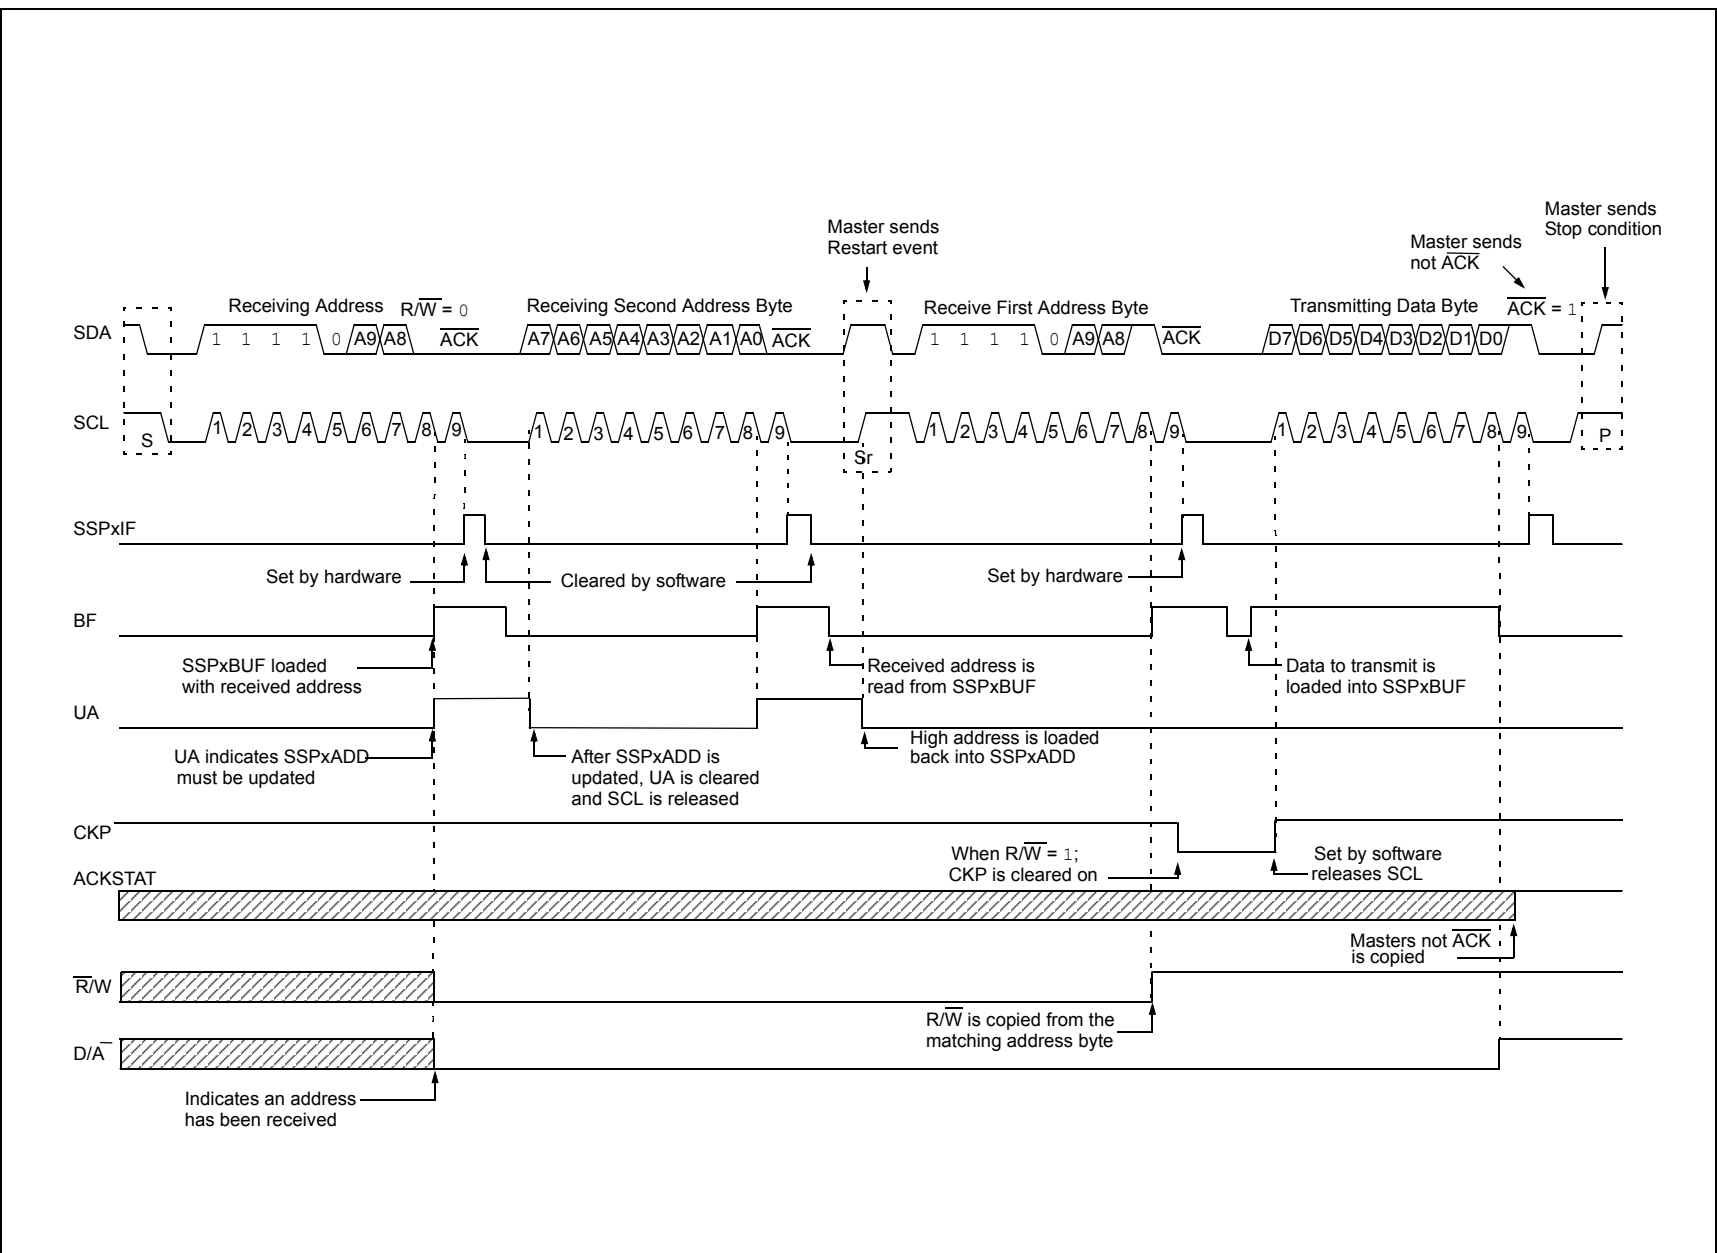 Master sends
Restart event
Master sends
Stop condition
Master sends
not A̅C̅K̅
Receiving Address R/W̅ = 0
Receiving Second Address Byte
Receive First Address Byte
Transmitting Data Byte
A̅C̅K̅ = 1
SDA
1 1 1 1 0 A9 A8 A̅C̅K̅
A7 A6 A5 A4 A3 A2 A1 A0 A̅C̅K̅
1 1 1 1 0 A9 A8 A̅C̅K̅
D7 D6 D5 D4 D3 D2 D1 D0
SCL
S
1 2 3 4 5 6 7 8 9
1 2 3 4 5 6 7 8 9
Sr
1 2 3 4 5 6 7 8 9
1 2 3 4 5 6 7 8 9
P
SSPxIF
Set by hardware
Cleared by software
Set by hardware
BF
SSPxBUF loaded
with received address
Received address is
read from SSPxBUF
Data to transmit is
loaded into SSPxBUF
UA
UA indicates SSPxADD
must be updated
After SSPxADD is
updated, UA is cleared
and SCL is released
High address is loaded
back into SSPxADD
CKP
When R/W̅ = 1;
CKP is cleared on
Set by software
releases SCL
ACKSTAT
Masters not A̅C̅K̅
is copied
R̅/W
R/W̅ is copied from the
matching address byte
D/A̅
Indicates an address
has been received